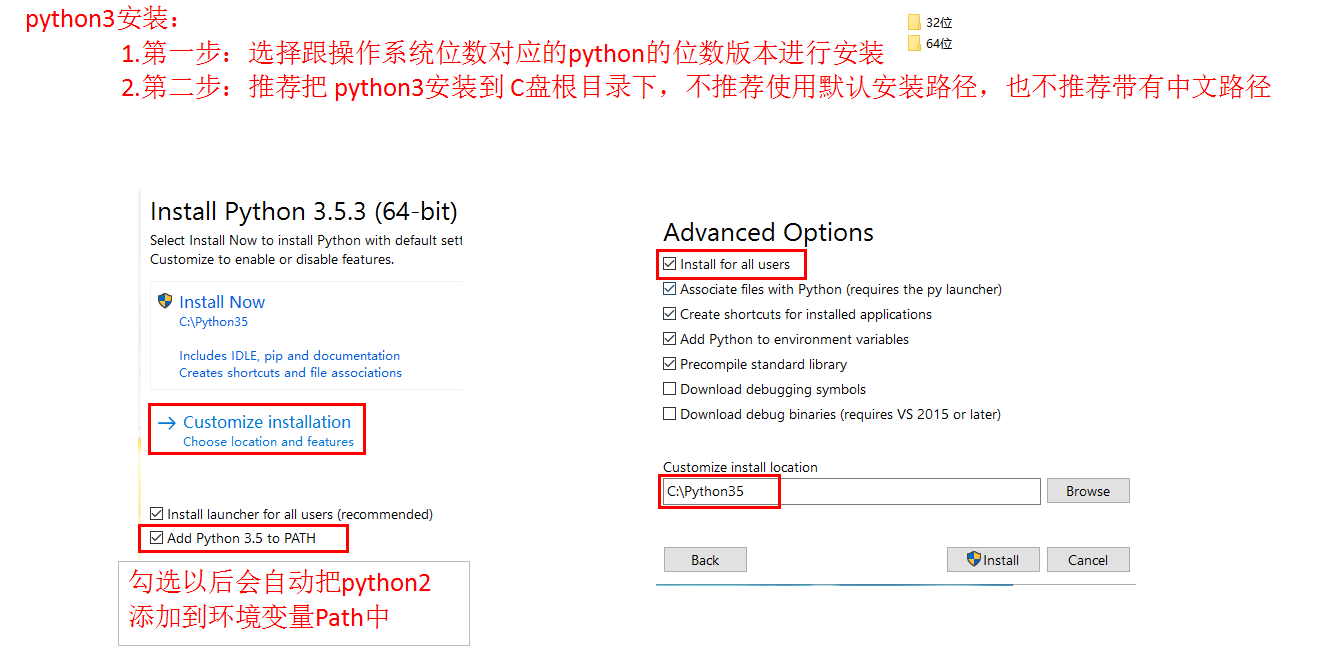 python3安装：
32位
64位
1.第一步：选择跟操作系统位数对应的python的位数版本进行安装
2.第二步：推荐把 python3安装到 C盘根目录下，不推荐使用默认安装路径，也不推荐带有中文路径
Install Python 3.5.3 (64-bit)
Select Install Now to install Python with default sett
Customize to enable or disable features.
Install Now
C:\Python35
Includes IDLE, pip and documentation
Creates shortcuts and file associations
Customize installation
Choose location and features
Install launcher for all users (recommended)
Add Python 3.5 to PATH
勾选以后会自动把python2
添加到环境变量Path中
Advanced Options
Install for all users
Associate files with Python (requires the py launcher)
Create shortcuts for installed applications
Add Python to environment variables
Precompile standard library
Download debugging symbols
Download debug binaries (requires VS 2015 or later)
Customize install location
C:\Python35
Browse
Back
Install
Cancel